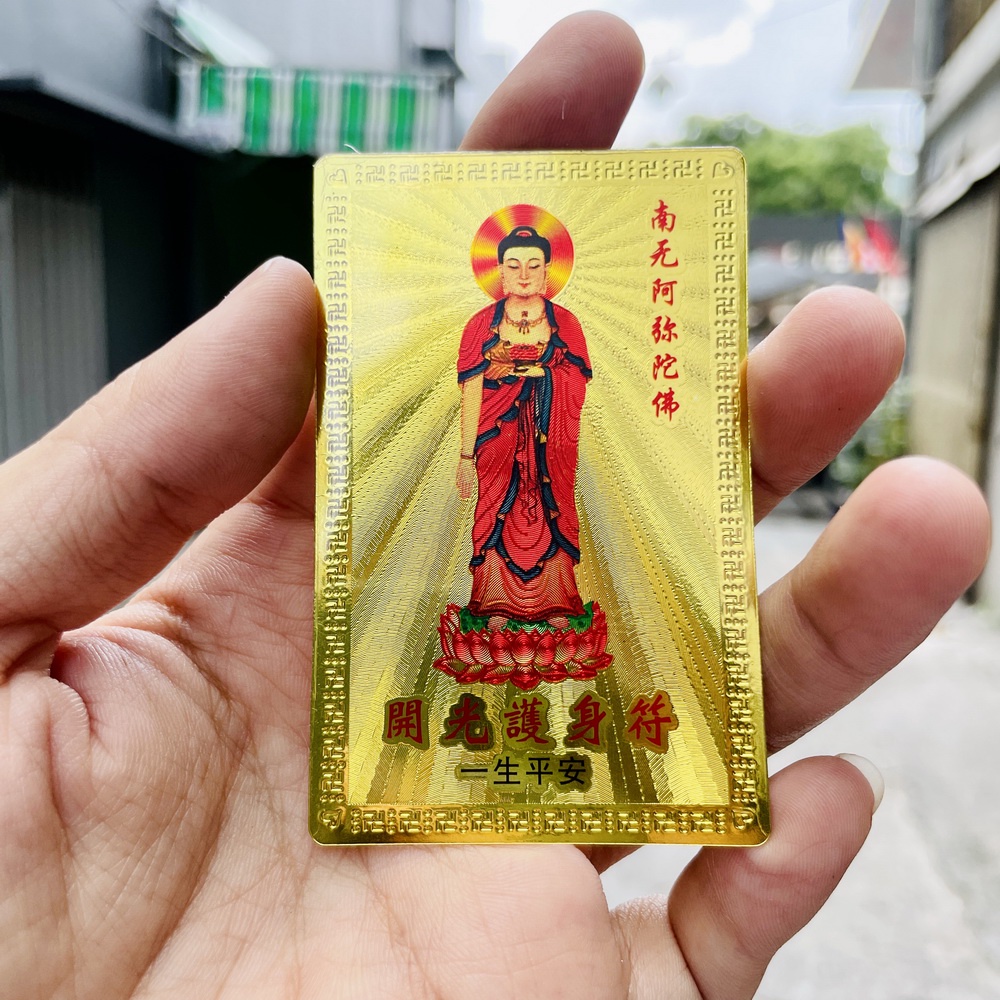 南无阿弥陀佛
開光護身符
一生平安